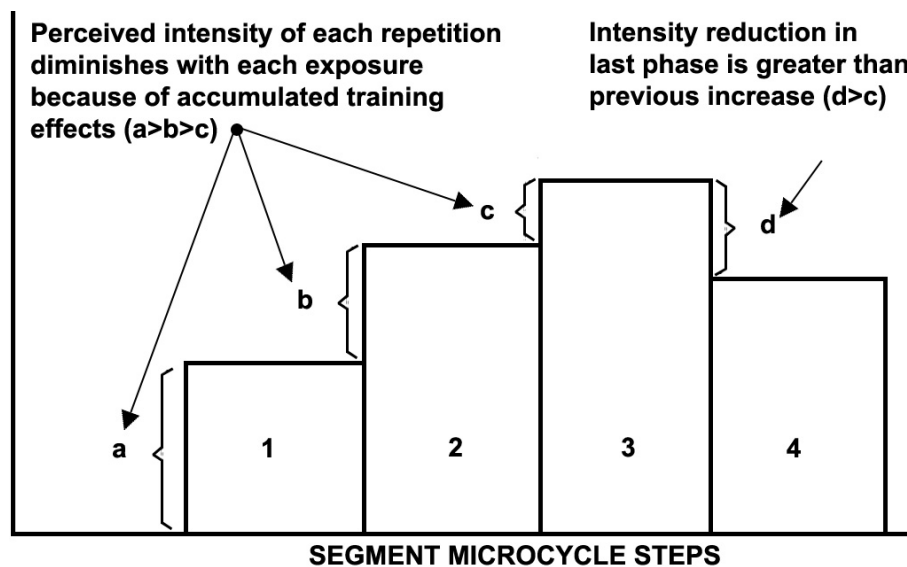 Perceived intensity of each repetition
diminishes with each exposure
because of accumulated training
effects (a>b>c)
Intensity reduction in
last phase is greater than
previous increase (d>c)
c
d
b
a
1
2
3
4
SEGMENT MICROCYCLE STEPS